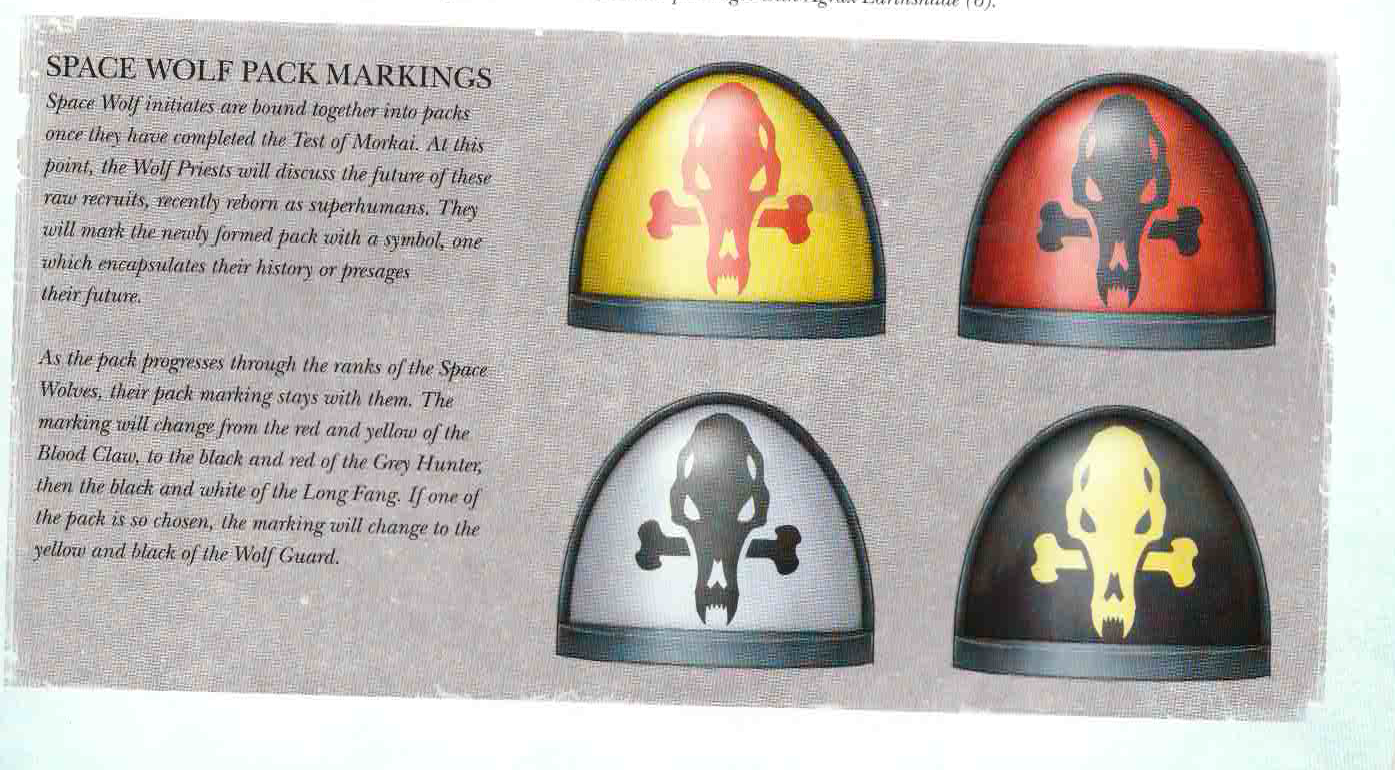 Earthshade (6).
SPACE WOLF PACK MARKINGS
Space Wolf initiates are bound together into packs
once they have completed the Test of Morkai. At this
point, the Wolf Priests will discuss the future of these
raw recruits, recently reborn as superhumans. They
will mark the newly formed pack with a symbol, one
which encapsulates their history or presages
their future.
As the pack progresses through the ranks of the Space
Wolves, their pack marking stays with them. The
marking will change from the red and yellow of the
Blood Claw, to the black and red of the Grey Hunter,
then the black and white of the Long Fang. If one of
the pack is so chosen, the marking will change to the
yellow and black of the Wolf Guard.